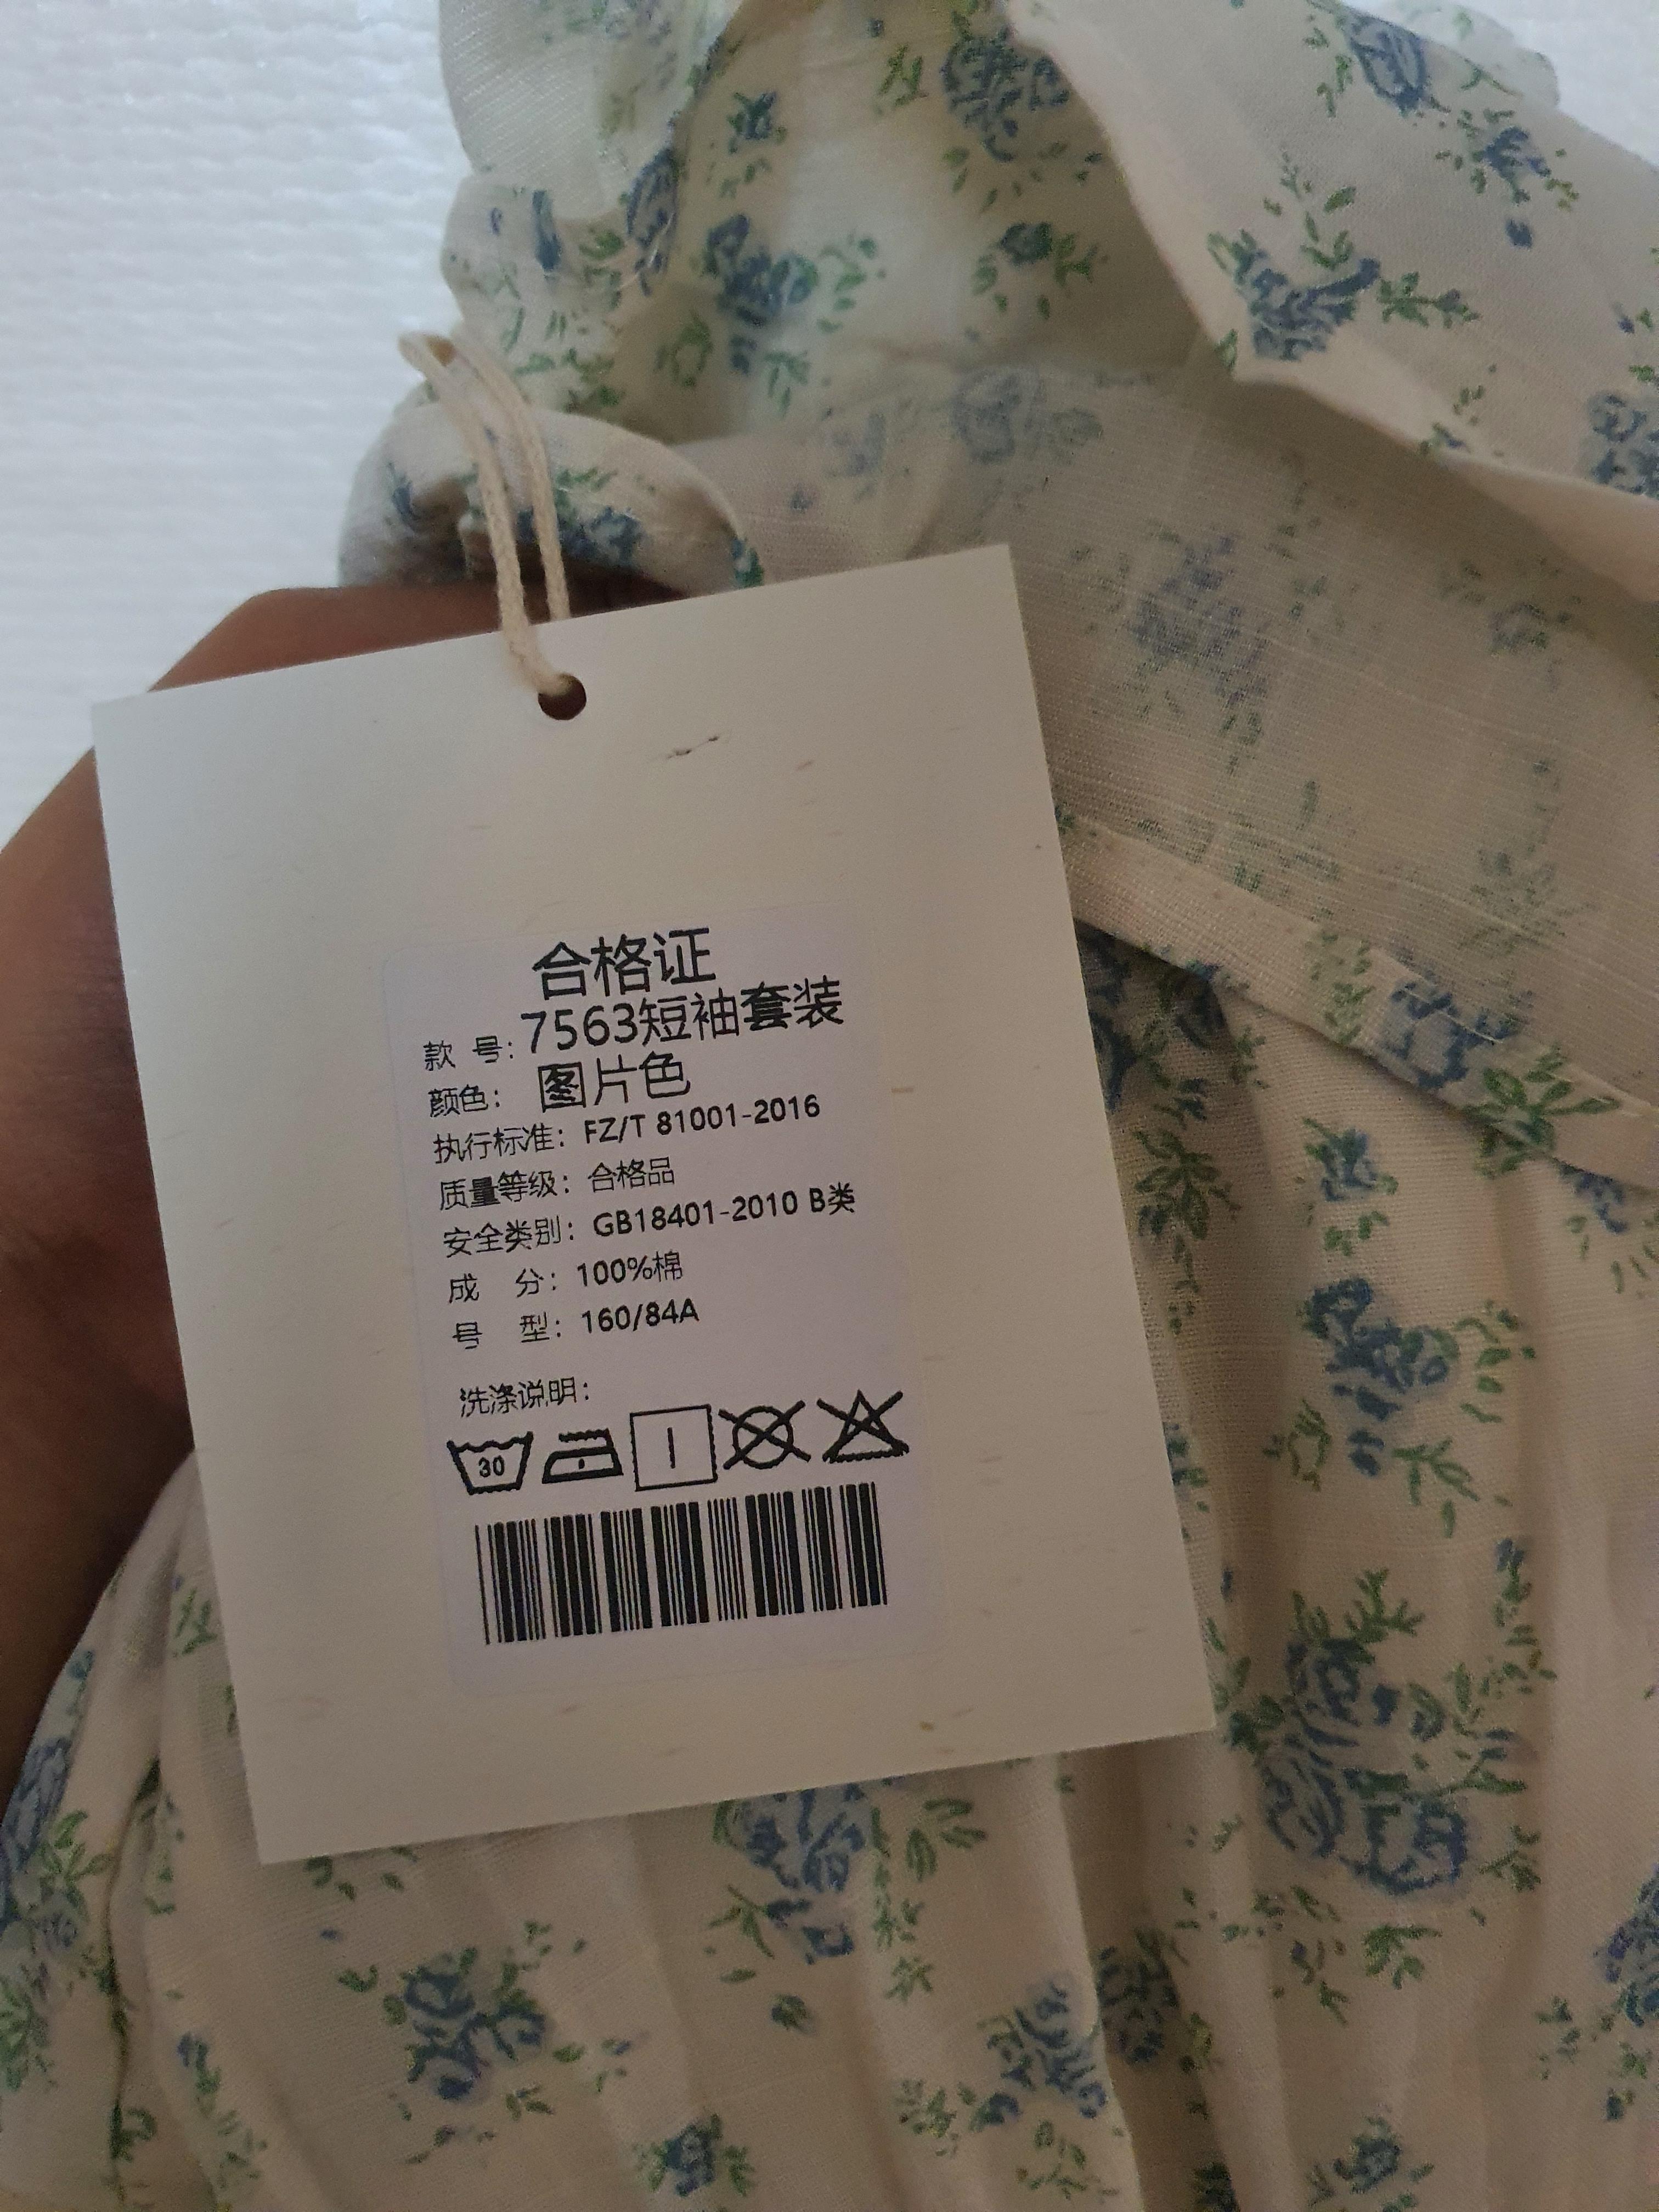 合格证
款 号：7563短袖套装
颜色： 图片色
执行标准：FZ/T 81001-2016
质量等级：合格品
安全类别：GB18401-2010 B类
成 分：100%棉
号 型：160/84A
洗涤说明：
30